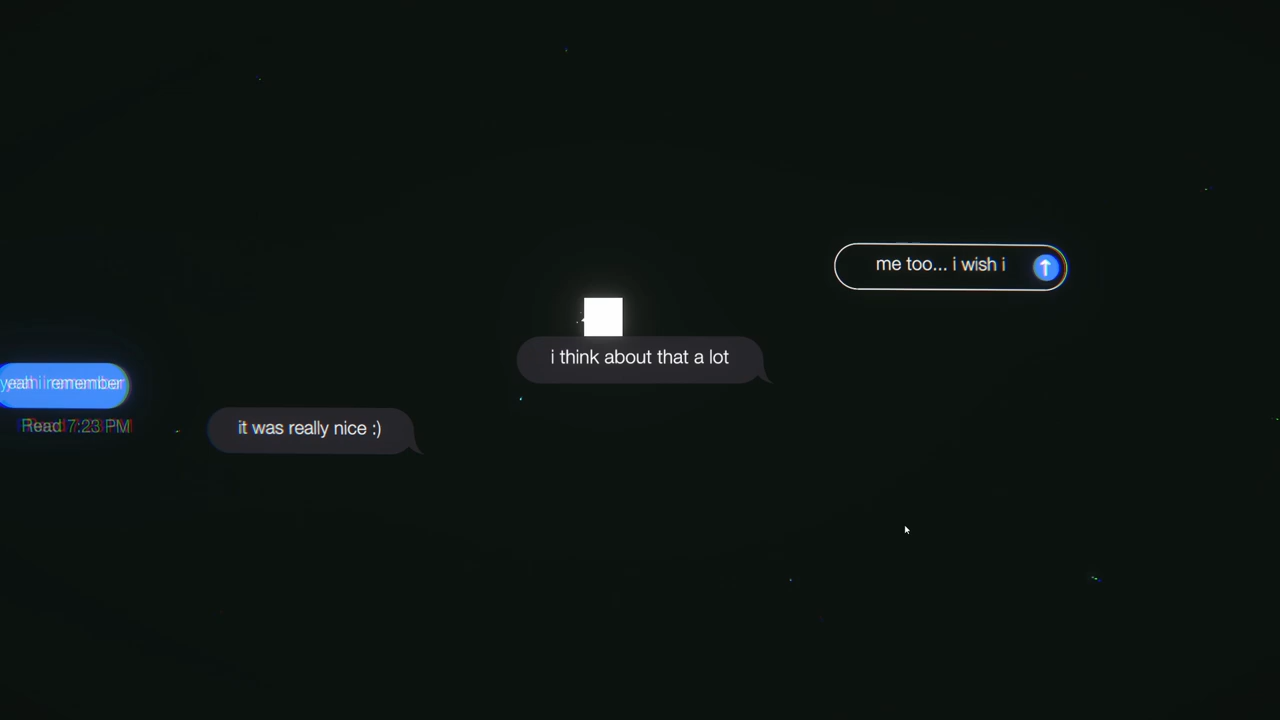 yeah i remember
Read 7:23 PM
it was really nice :)
i think about that a lot
me too... i wish i